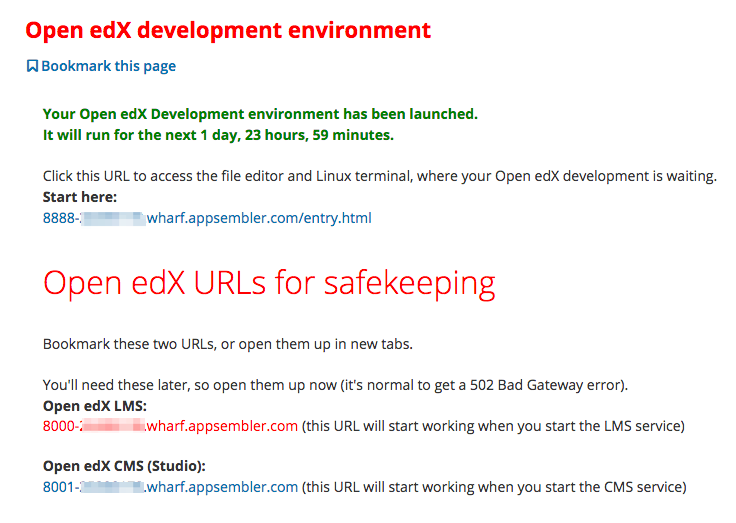 Open edX development environment
Bookmark this page
Your Open edX Development environment has been launched.
It will run for the next 1 day, 23 hours, 59 minutes.
Click this URL to access the file editor and Linux terminal, where your Open edX development is waiting.
Start here:
8888-.wharf.appsembler.com/entry.html
Open edX URLs for safekeeping
Bookmark these two URLs, or open them up in new tabs.
You'll need these later, so open them up now (it's normal to get a 502 Bad Gateway error).
Open edX LMS:
8000-.wharf.appsembler.com (this URL will start working when you start the LMS service)
Open edX CMS (Studio):
8001-.wharf.appsembler.com (this URL will start working when you start the CMS service)